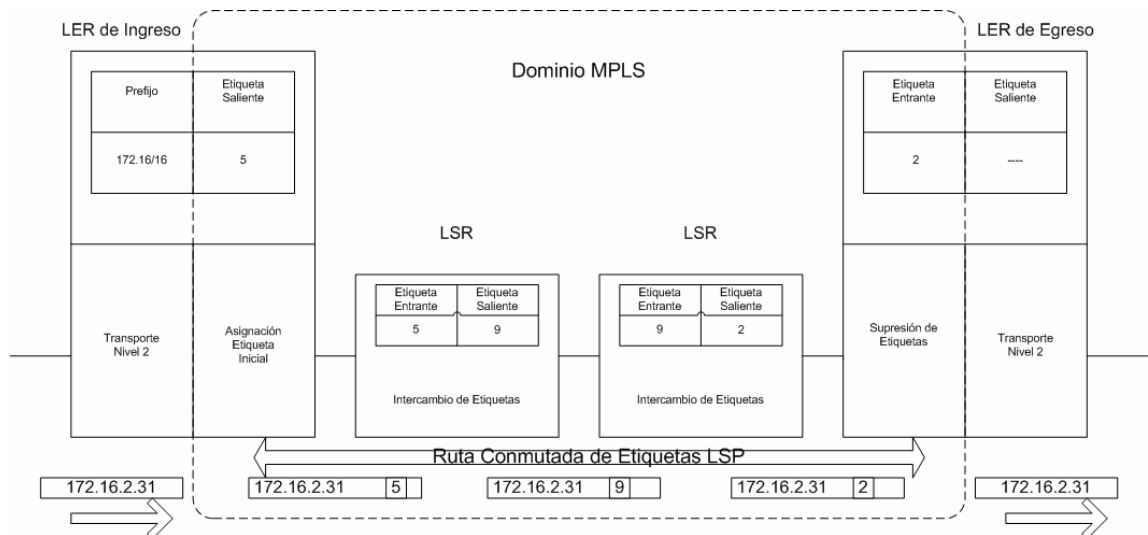 LER de Ingreso
LER de Egreso
Dominio MPLS
Prefijo
Etiqueta
Saliente
172.16/16
5
Etiqueta
Entrante
Etiqueta
Saliente
2
----
LSR
LSR
Etiqueta
Entrante
Etiqueta
Saliente
5
9
Etiqueta
Entrante
Etiqueta
Saliente
9
2
Transporte
Nivel 2
Asignación
Etiqueta
Inicial
Intercambio de Etiquetas
Intercambio de Etiquetas
Supresión de
Etiquetas
Transporte
Nivel 2
Ruta Conmutada de Etiquetas LSP
172.16.2.31
172.16.2.31 5
172.16.2.31 9
172.16.2.31 2
172.16.2.31